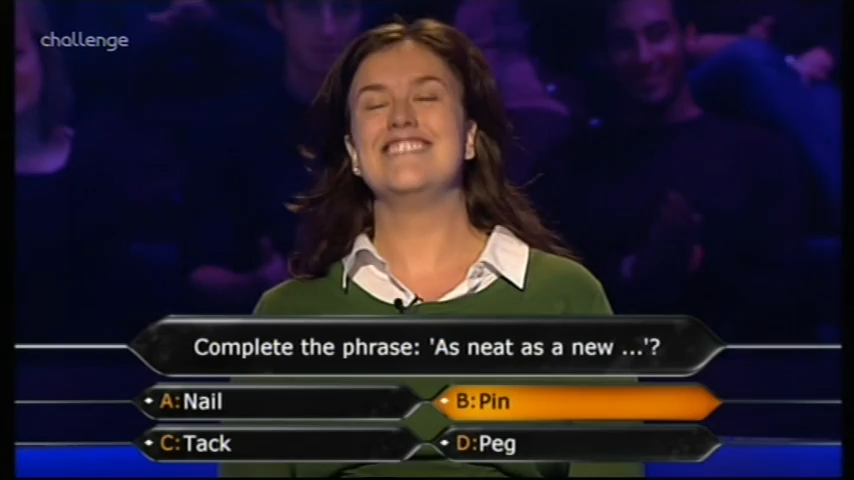 challenge
Complete the phrase: 'As neat as a new ...'?
A: Nail
B: Pin
C: Tack
D: Peg